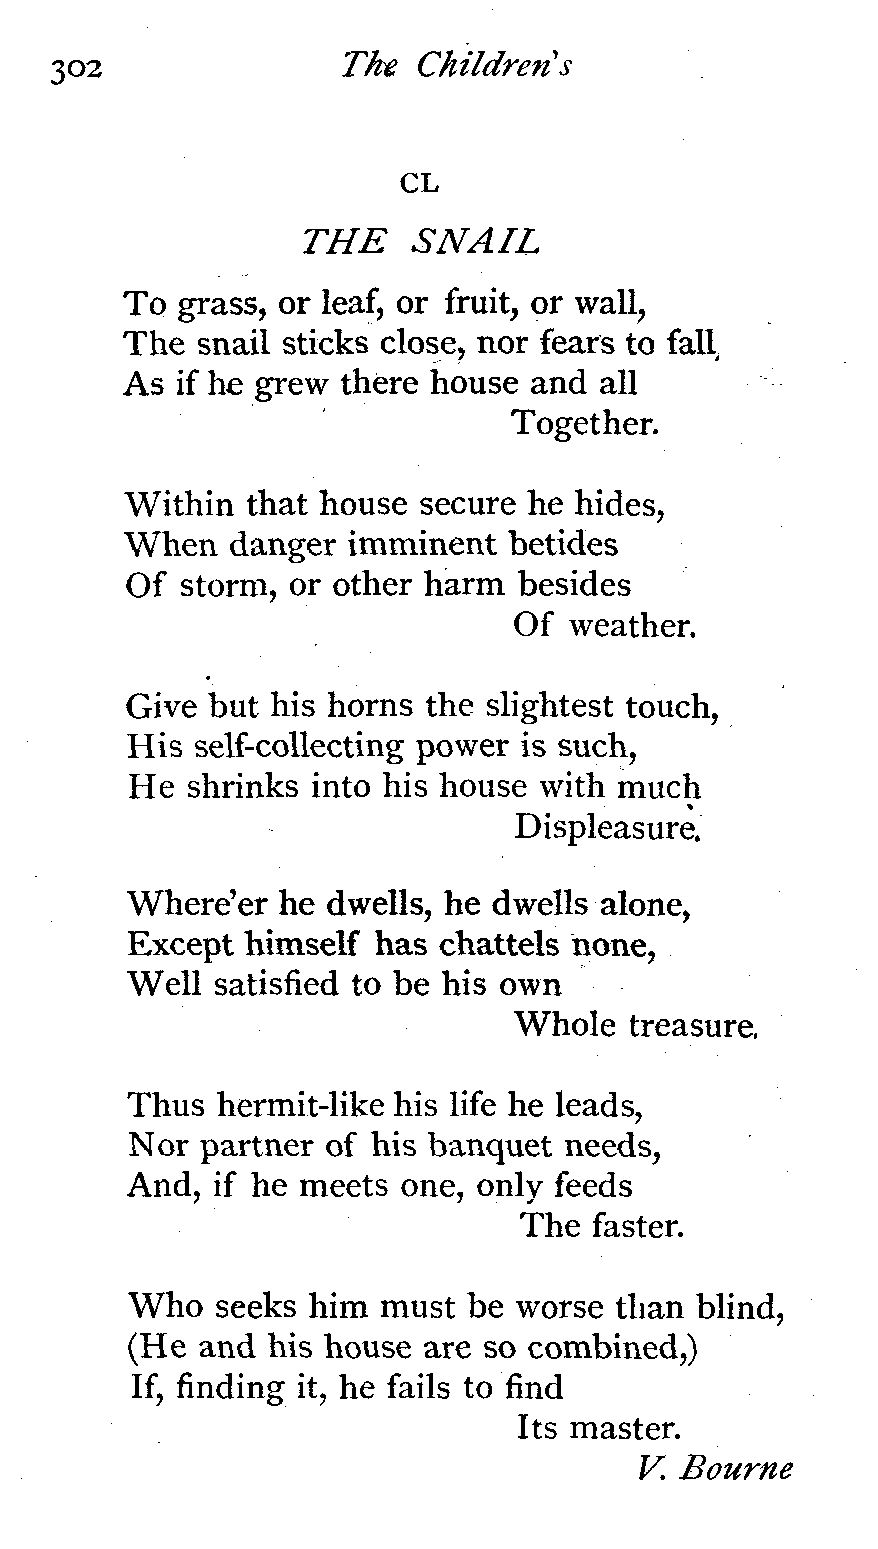 302 The Children's
CL
THE SNAIL
To grass, or leaf, or fruit, or wall,
The snail sticks close, nor fears to fall,
As if he grew there house and all
Together.
Within that house secure he hides,
When danger imminent betides
Of storm, or other harm besides
Of weather.
Give but his horns the slightest touch,
His self-collecting power is such,
He shrinks into his house with much
Displeasure.
Where'er he dwells, he dwells alone,
Except himself has chattels none,
Well satisfied to be his own
Whole treasure.
Thus hermit-like his life he leads,
Nor partner of his banquet needs,
And, if he meets one, only feeds
The faster.
Who seeks him must be worse than blind,
(He and his house are so combined,)
If, finding it, he fails to find
Its master.
V. Bourne